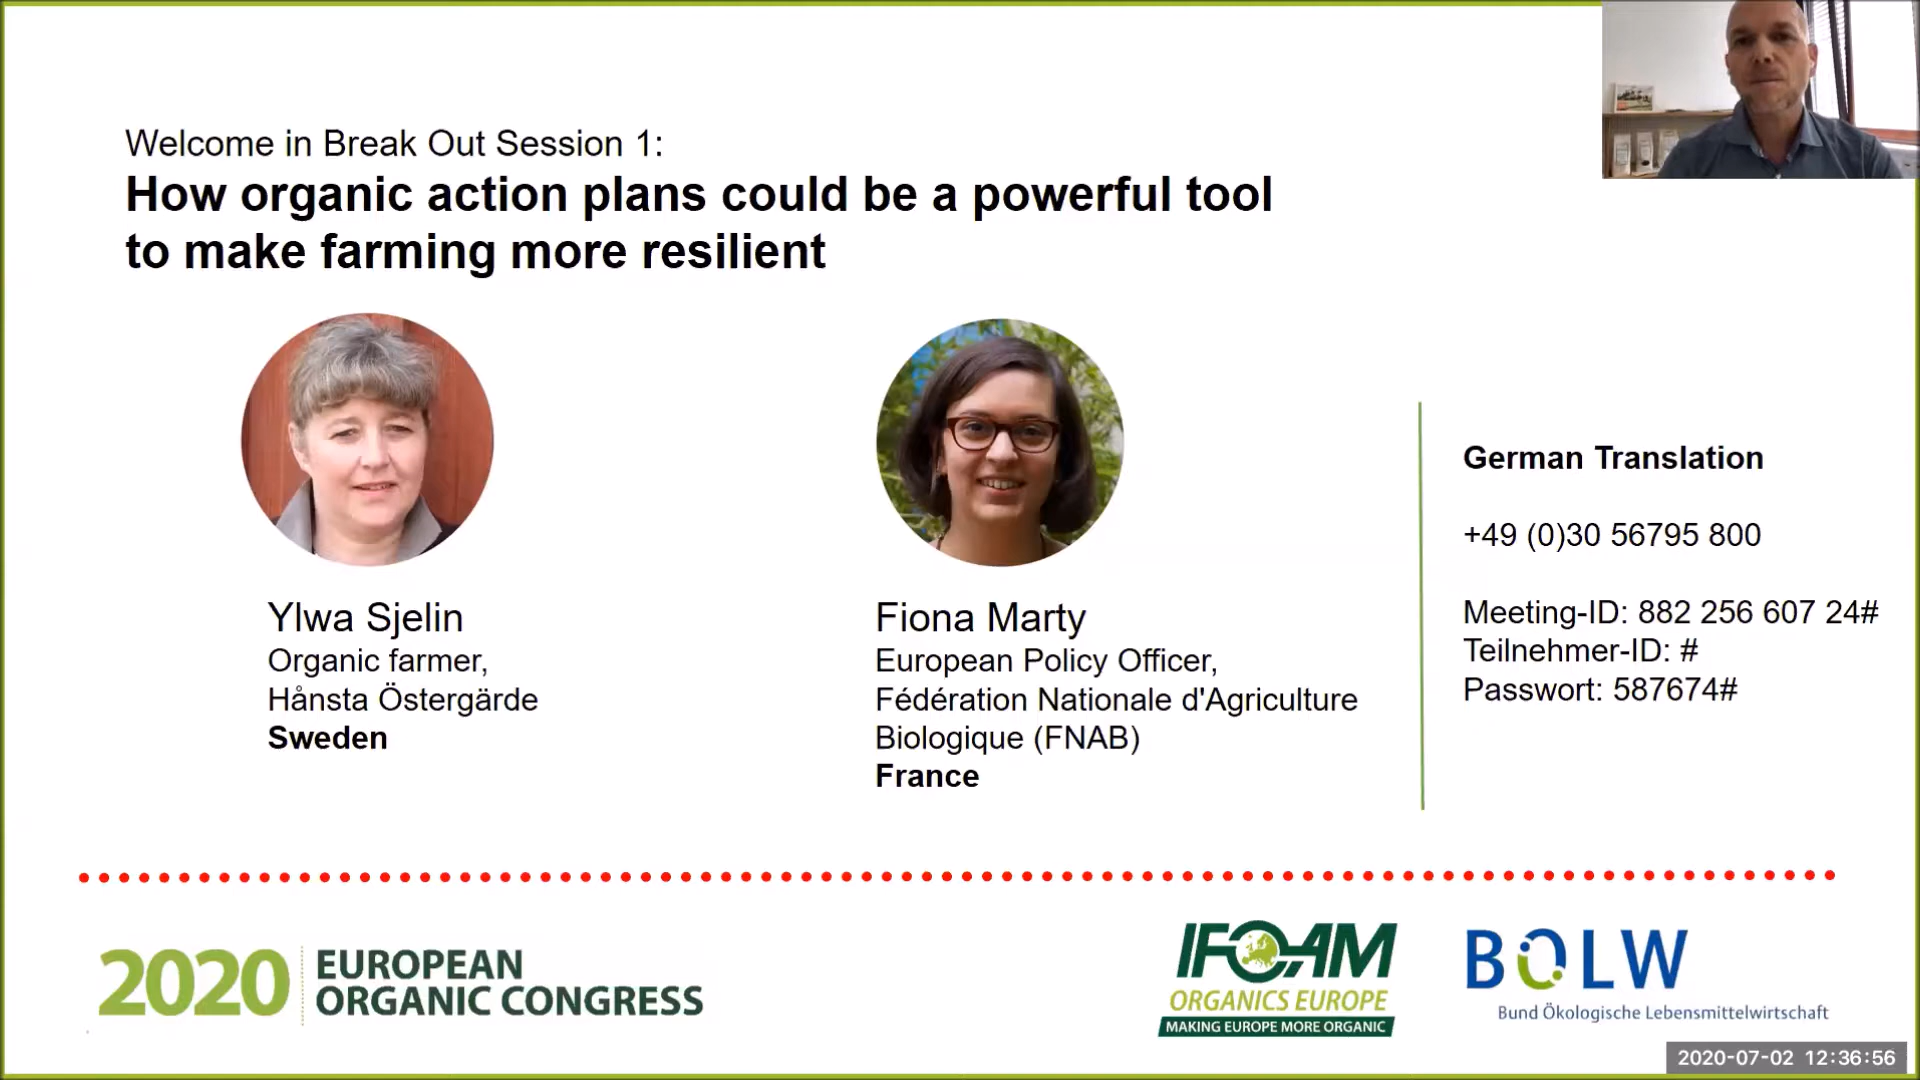 Welcome in Break Out Session 1:
How organic action plans could be a powerful tool
to make farming more resilient
Ylwa Sjelin
Organic farmer,
Hånsta Östergärde
Sweden
Fiona Marty
European Policy Officer,
Fédération Nationale d'Agriculture
Biologique (FNAB)
France
German Translation
+49 (0)30 56795 800
Meeting-ID: 882 256 607 24#
Teilnehmer-ID: #
Passwort: 587674#
2020 EUROPEAN
ORGANIC CONGRESS
IFOAM
ORGANICS EUROPE
MAKING EUROPE MORE ORGANIC
BÖLW
Bund Ökologische Lebensmittelwirtschaft
2020-07-02 12:36:56